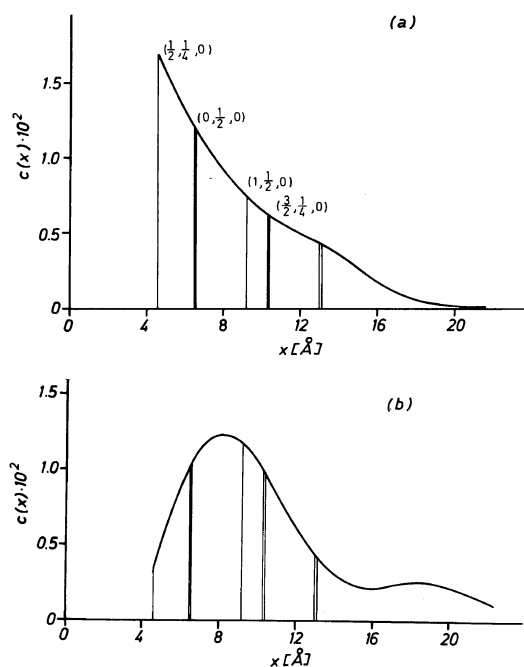 (a)
(½,¼,0)
(0,½,0)
(1,½,0)
(3/2,¼,0)
c(x)·10²
1.5
1.0
0.5
0
0 4 8 12 16 20
x[Å]
(b)
c(x)·10²
1.5
1.0
0.5
0
0 4 8 12 16 20
x[Å]